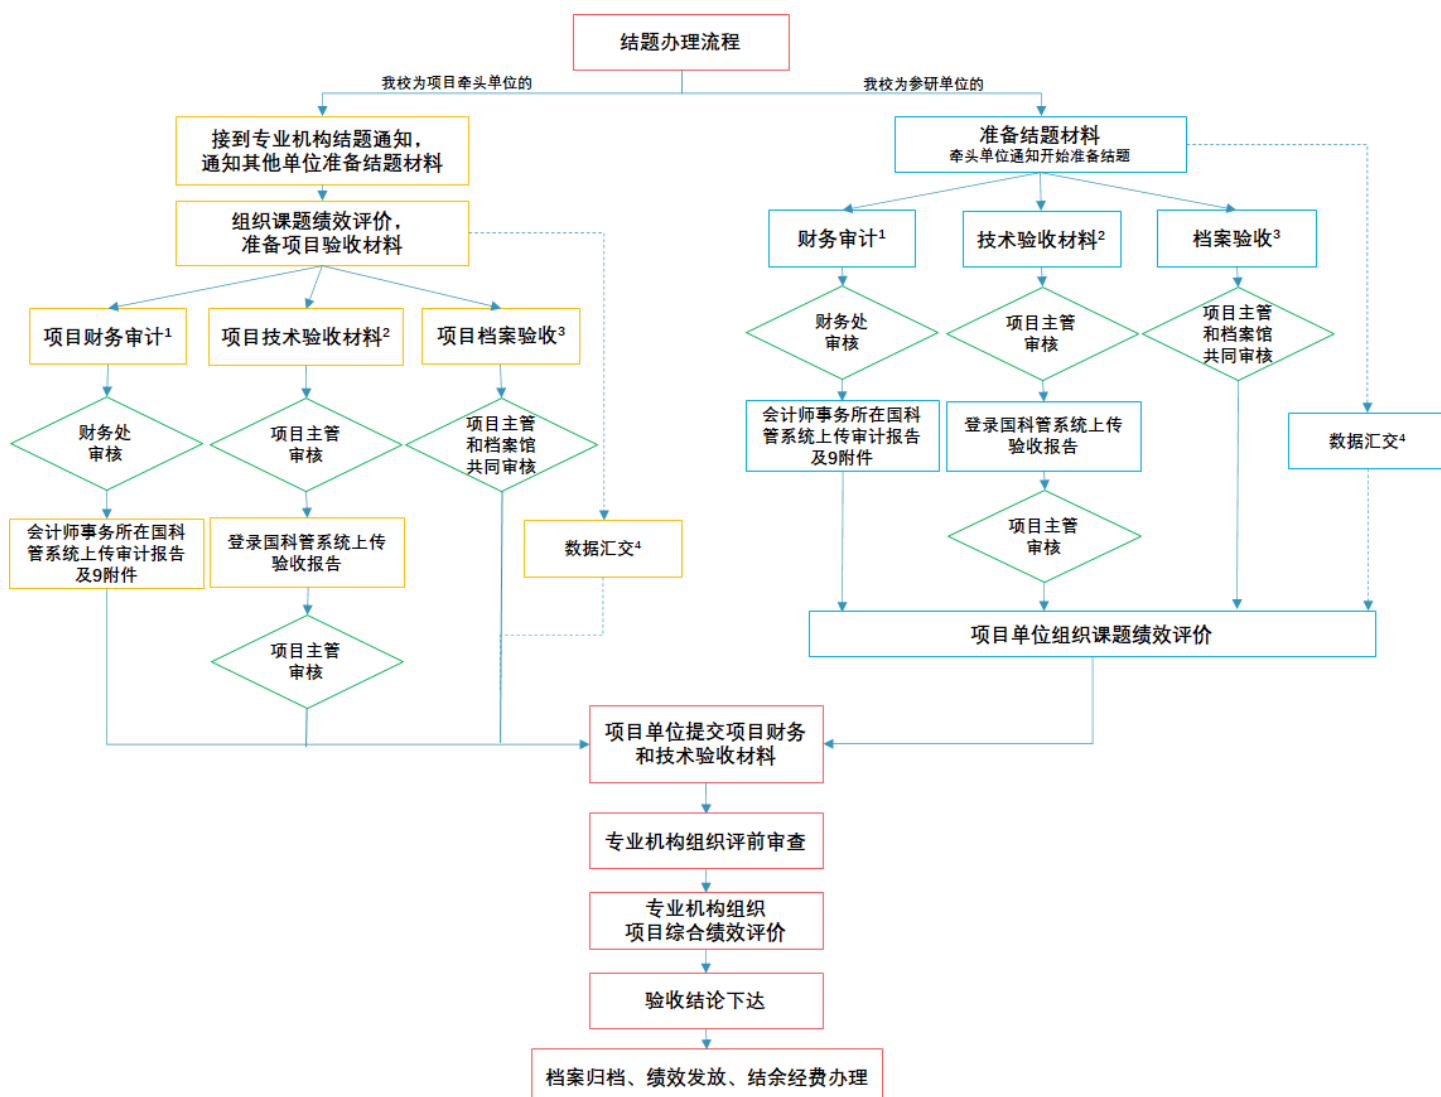 结题办理流程
我校为项目牵头单位的
我校为参研单位的
接到专业机构结题通知，
通知其他单位准备结题材料
组织课题绩效评价，
准备项目验收材料
项目财务审计¹
项目技术验收材料²
项目档案验收³
财务处
审核
项目主管
审核
项目主管
和档案馆
共同审核
会计师事务所在国科
管系统上传审计报告
及9附件
登录国科管系统上传
验收报告
数据汇交⁴
项目主管
审核
准备结题材料
牵头单位通知开始准备结题
财务审计¹
技术验收材料²
档案验收³
财务处
审核
项目主管
审核
项目主管
和档案馆
共同审核
会计师事务所在国科
管系统上传审计报告
及9附件
登录国科管系统上传
验收报告
数据汇交⁴
项目主管
审核
项目单位组织课题绩效评价
项目单位提交项目财务
和技术验收材料
专业机构组织评前审查
专业机构组织
项目综合绩效评价
验收结论下达
档案归档、绩效发放、结余经费办理